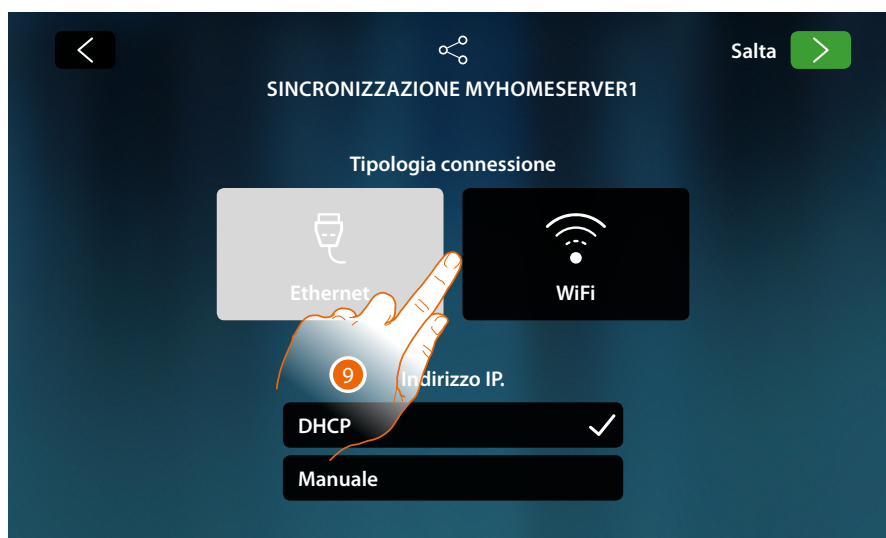 Salta
SINCRONIZZAZIONE MYHOMESERVER1
Tipologia connessione
Ethernet
WiFi
9
Indirizzo IP.
DHCP
Manuale